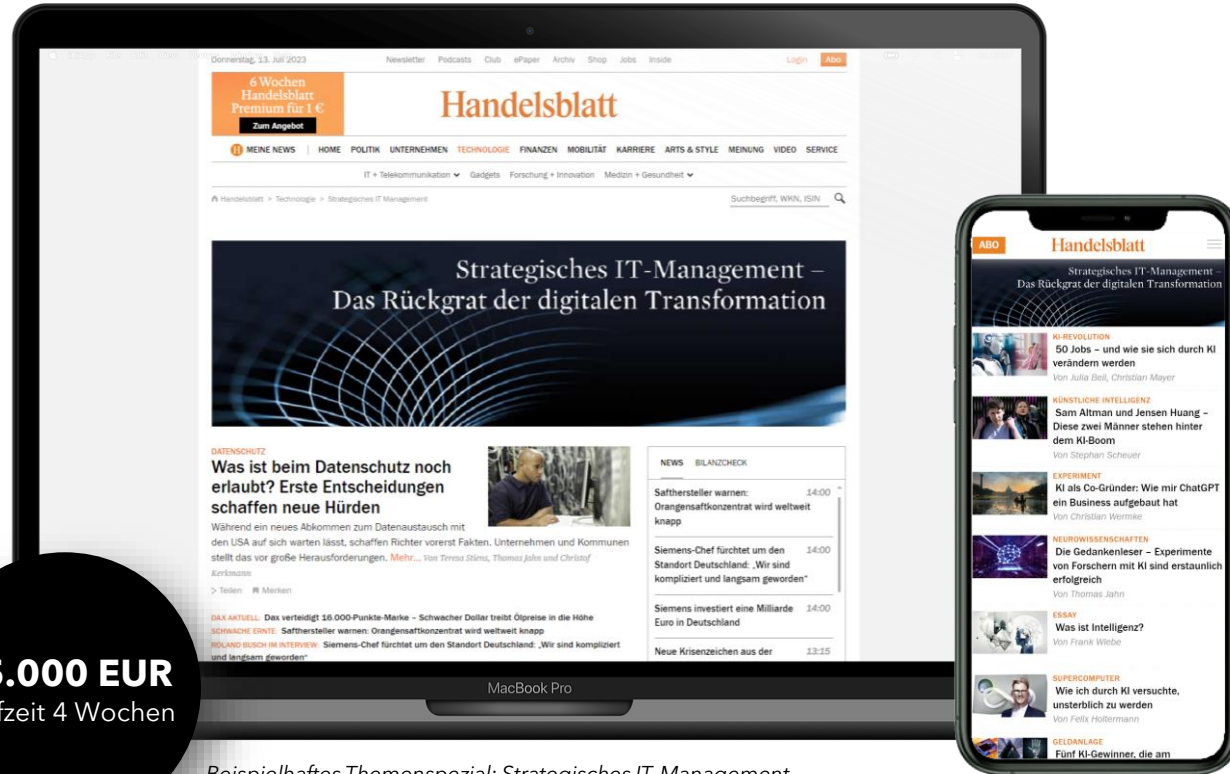 Donnerstag, 13. Juli 2023
Newsletter Podcasts Club ePaper Archiv Shop Jobs Inside
Login Abo
6 Wochen
Handelsblatt
Premium für 1 €
Zum Angebot
Handelsblatt
MEINE NEWS | HOME POLITIK UNTERNEHMEN TECHNOLOGIE FINANZEN MOBILITÄT KARRIERE ARTS & STYLE MEINUNG VIDEO SERVICE
IT + Telekommunikation Gadgets Forschung + Innovation Medizin + Gesundheit
Handelsblatt > Technologie > Strategisches IT Management
Suchbegriff, WKN, ISIN
Strategisches IT-Management –
Das Rückgrat der digitalen Transformation
DATENSCHUTZ
Was ist beim Datenschutz noch
erlaubt? Erste Entscheidungen
schaffen neue Hürden
Während ein neues Abkommen zum Datenaustausch mit
den USA auf sich warten lässt, schaffen Richter vorerst Fakten. Unternehmen und Kommunen
stellt das vor große Herausforderungen. Mehr... Von Teresa Stiens, Thomas Jahn und Christof
Kerkmann
> Teilen Merken
DAX AKTUELL: Dax verteidigt 16.000-Punkte-Marke – Schwacher Dollar treibt Ölpreise in die Höhe
SCHWACHE ERNTE: Safthersteller warnen: Orangensaftkonzentrat wird weltweit knapp
ROLAND BUSCH IM INTERVIEW: Siemens-Chef fürchtet um den Standort Deutschland: „Wir sind kompliziert
und langsam geworden“
NEWS BILANZCHECK
Safthersteller warnen: 14:00
Orangensaftkonzentrat wird weltweit
knapp
Siemens-Chef fürchtet um den 14:00
Standort Deutschland: „Wir sind
kompliziert und langsam geworden“
Siemens investiert eine Milliarde 14:00
Euro in Deutschland
Neue Krisenzeichen aus der 13:15
MacBook Pro
ABO
Handelsblatt
Strategisches IT-Management –
Das Rückgrat der digitalen Transformation
KI-REVOLUTION
50 Jobs – und wie sie sich durch KI
verändern werden
Von Julia Beil, Christian Mayer
KÜNSTLICHE INTELLIGENZ
Sam Altman und Jensen Huang –
Diese zwei Männer stehen hinter
dem KI-Boom
Von Stephan Scheuer
EXPERIMENT
KI als Co-Gründer: Wie mir ChatGPT
ein Business aufgebaut hat
Von Christian Wermke
NEUROWISSENSCHAFTEN
Die Gedankenleser – Experimente
von Forschern mit KI sind erstaunlich
erfolgreich
Von Thomas Jahn
ESSAY
Was ist Intelligenz?
Von Frank Wiebe
SUPERCOMPUTER
Wie ich durch KI versuchte,
unsterblich zu werden
Von Felix Holtermann
GELDANLAGE
Fünf KI-Gewinner, die am
5.000 EUR
fzeit 4 Wochen
Beispielhaftes Themenspezial: Strategisches IT-Management